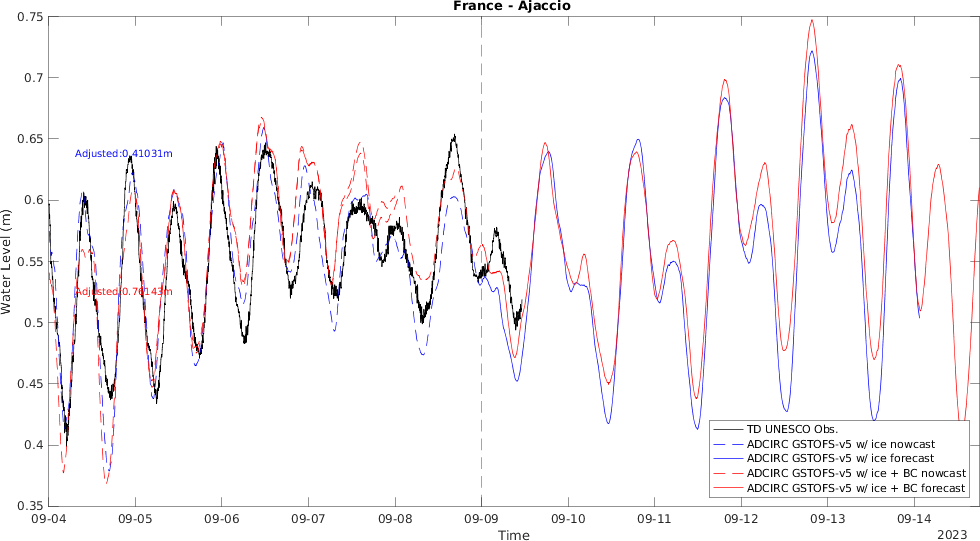 France - Ajaccio
0.75
0.7
0.65
0.6
0.55
0.5
0.45
0.4
0.35
Water Level (m)
Adjusted:0.41031m
Adjusted:0.76143m
TD UNESCO Obs.
ADCIRC GSTOFS-v5 w/ ice nowcast
ADCIRC GSTOFS-v5 w/ ice forecast
ADCIRC GSTOFS-v5 w/ ice + BC nowcast
ADCIRC GSTOFS-v5 w/ ice + BC forecast
09-04 09-05 09-06 09-07 09-08 09-09 09-10 09-11 09-12 09-13 09-14
Time
2023